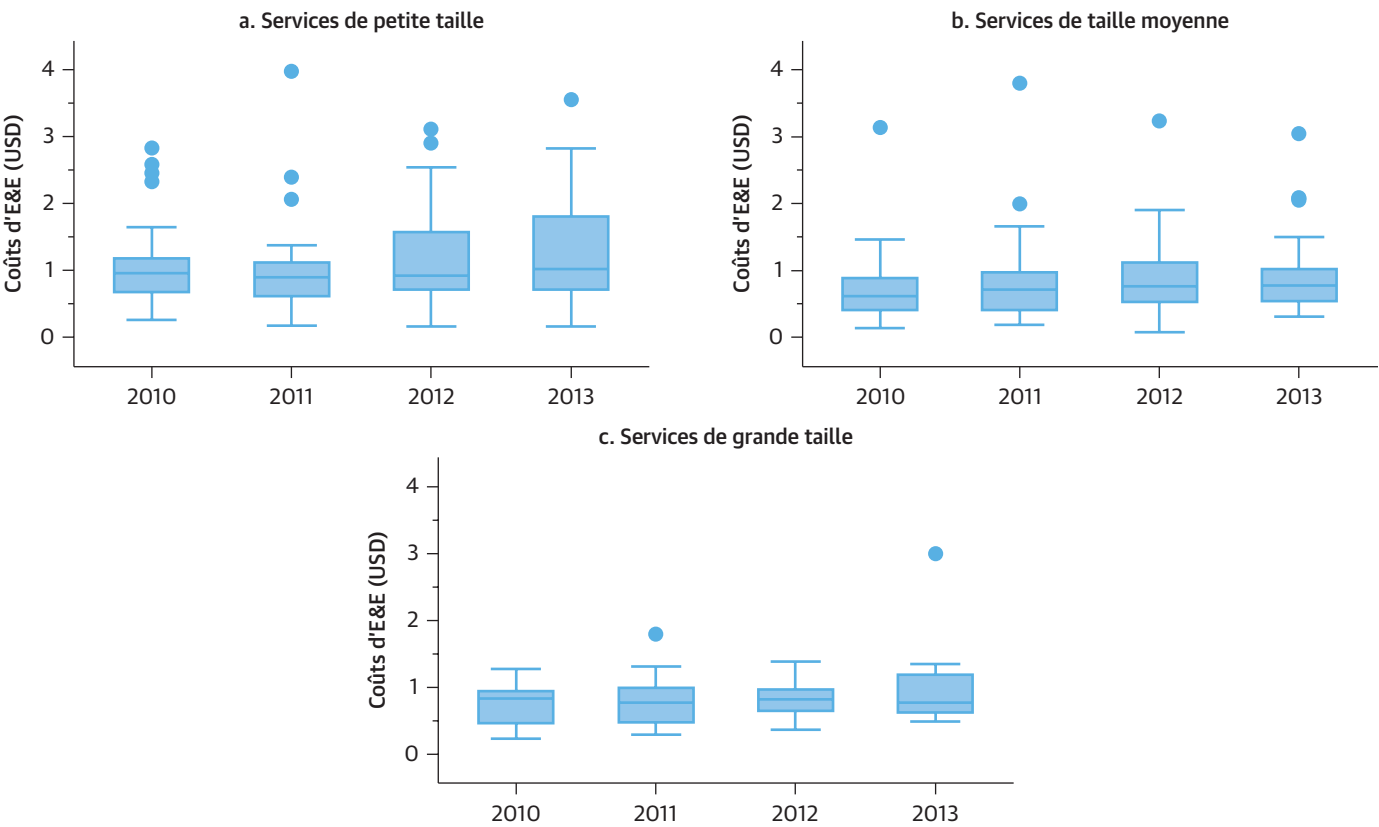 a. Services de petite taille
Coûts d'E&E (USD)
4
3
2
1
0
2010 2011 2012 2013
b. Services de taille moyenne
Coûts d'E&E (USD)
4
3
2
1
0
2010 2011 2012 2013
c. Services de grande taille
Coûts d'E&E (USD)
4
3
2
1
0
2010 2011 2012 2013